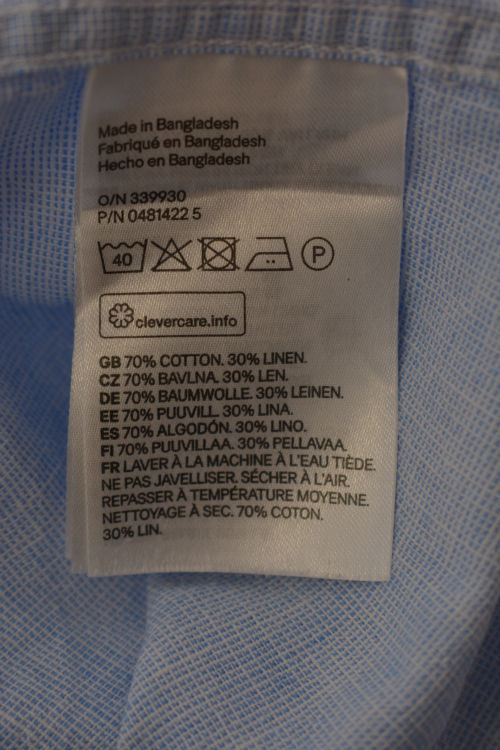 Made in Bangladesh
Fabriqué en Bangladesh
Hecho en Bangladesh
O/N 339930
P/N 0481422 5
40 P
clevercare.info
GB 70% COTTON. 30% LINEN.
CZ 70% BAVLNA. 30% LEN.
DE 70% BAUMWOLLE. 30% LEINEN.
EE 70% PUUVILL. 30% LINA.
ES 70% ALGODÓN. 30% LINO.
FI 70% PUUVILLAA. 30% PELLAVAA.
FR LAVER À LA MACHINE À L'EAU TIÈDE.
NE PAS JAVELLISER. SÉCHER À L'AIR.
REPASSER À TEMPÉRATURE MOYENNE.
NETTOYAGE À SEC. 70% COTON.
30% LIN.